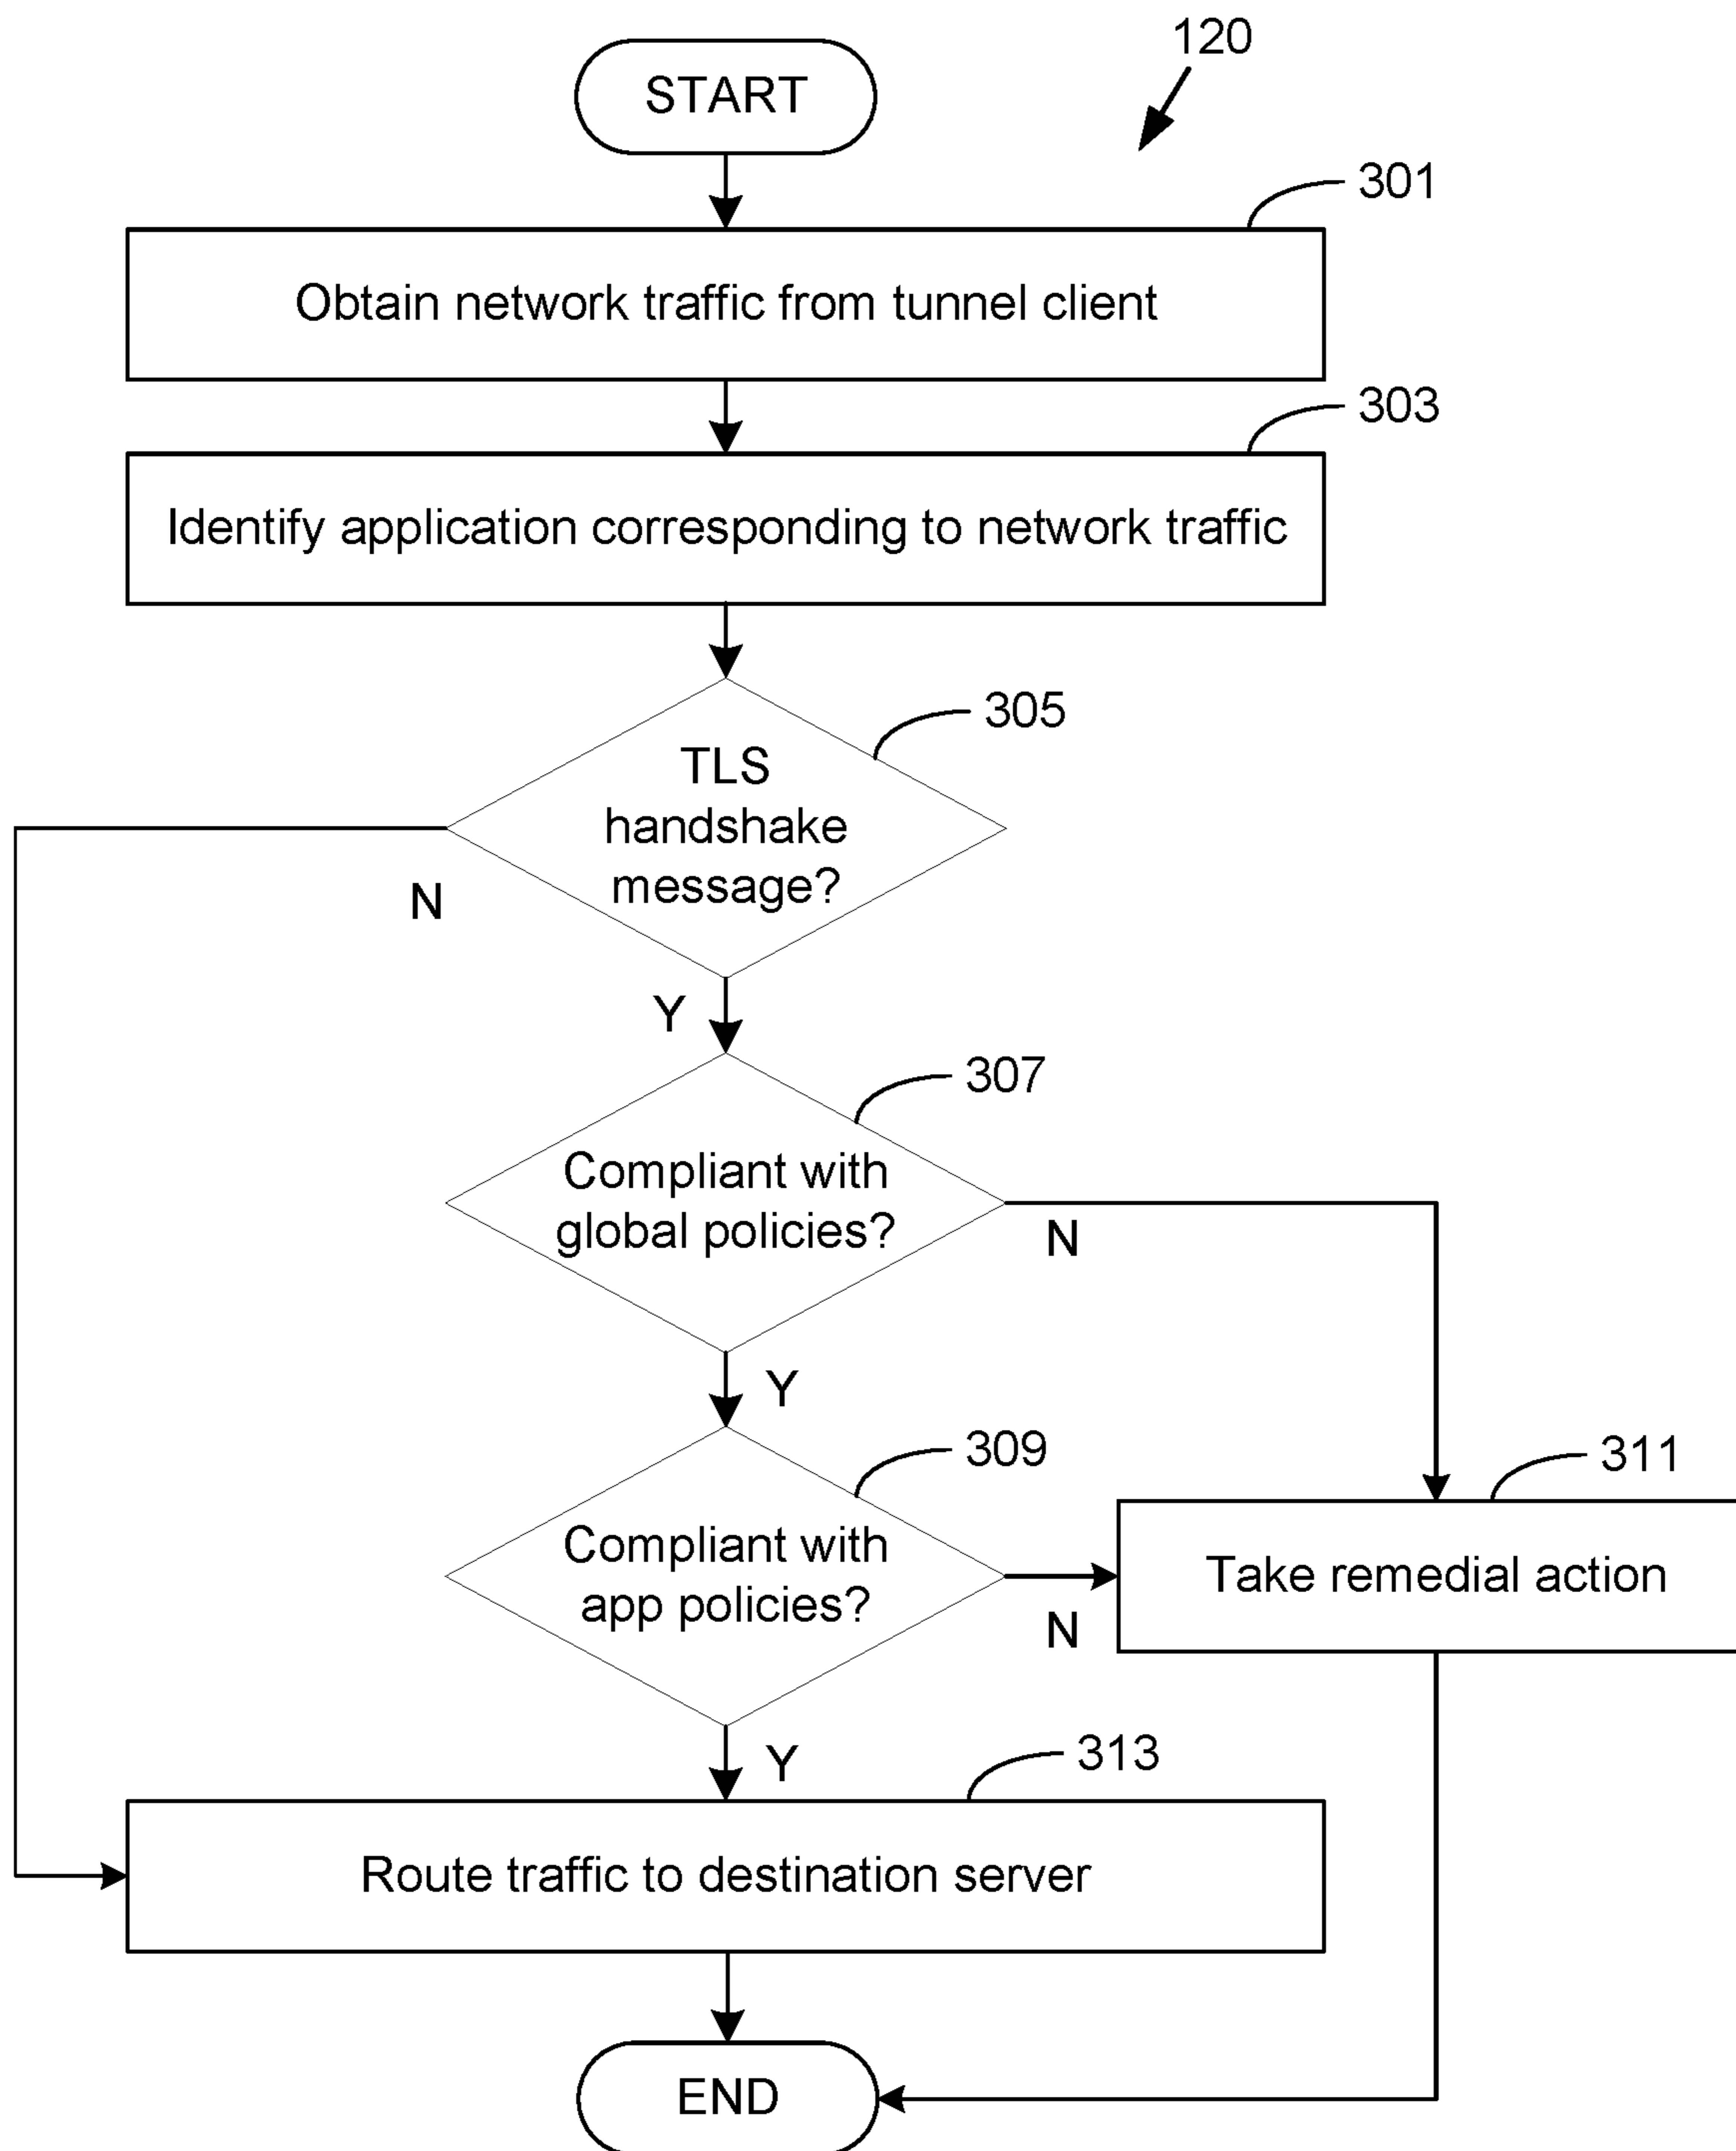 120
START
301
Obtain network traffic from tunnel client
303
Identify application corresponding to network traffic
305
TLS
handshake
message?
N
Y
307
Compliant with
global policies?
N
Y
309
Compliant with
app policies?
N
311
Take remedial action
Y
313
Route traffic to destination server
END